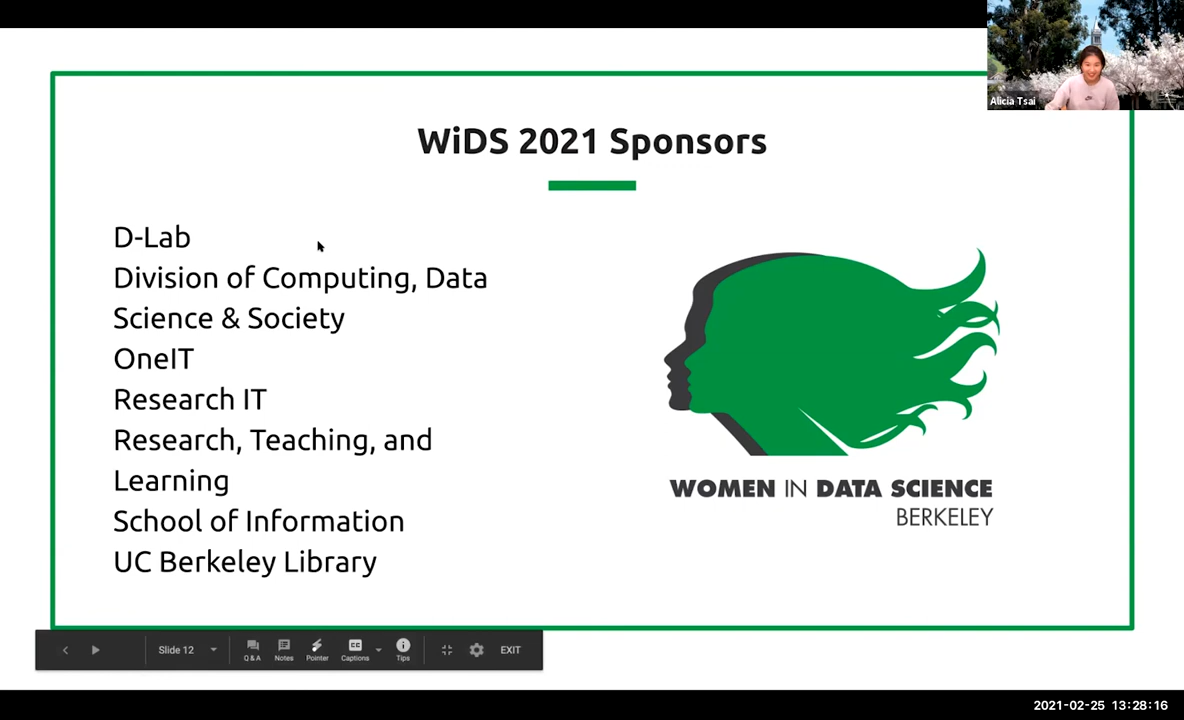 Alicia Tsai
WiDS 2021 Sponsors
D-Lab
Division of Computing, Data
Science & Society
OneIT
Research IT
Research, Teaching, and
Learning
School of Information
UC Berkeley Library
WOMEN IN DATA SCIENCE
BERKELEY
Slide 12
Q & A
Notes
Pointer
CC
Captions
Tips
EXIT
2021-02-25 13:28:16